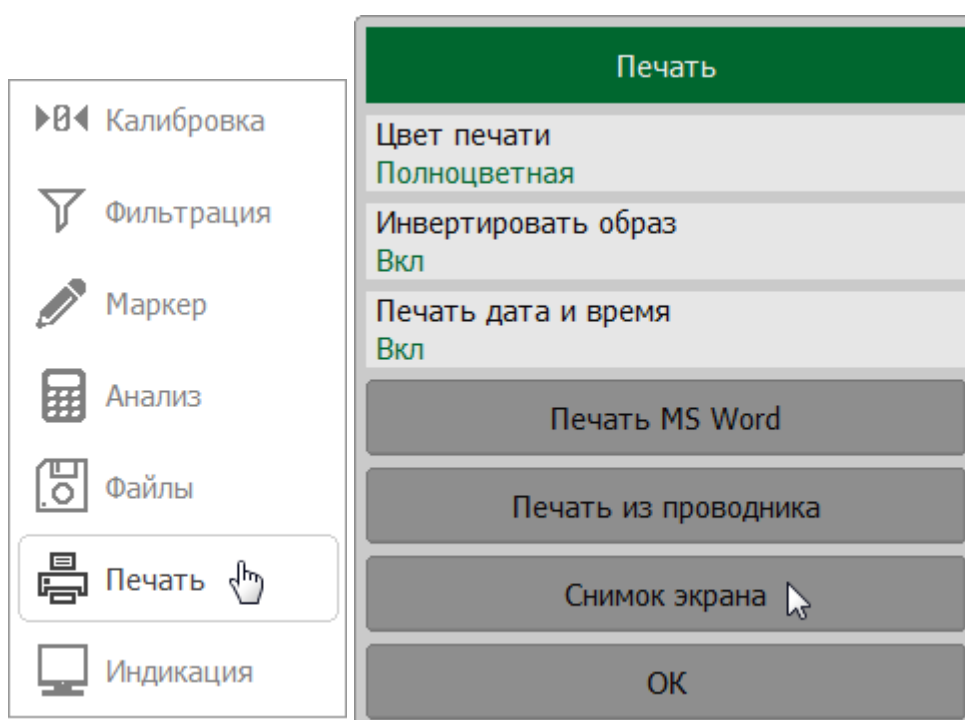 Калибровка
Фильтрация
Маркер
Анализ
Файлы
Печать
Индикация
Печать
Цвет печати
Полноцветная
Инвертировать образ
Вкл
Печать дата и время
Вкл
Печать MS Word
Печать из проводника
Снимок экрана
ОК